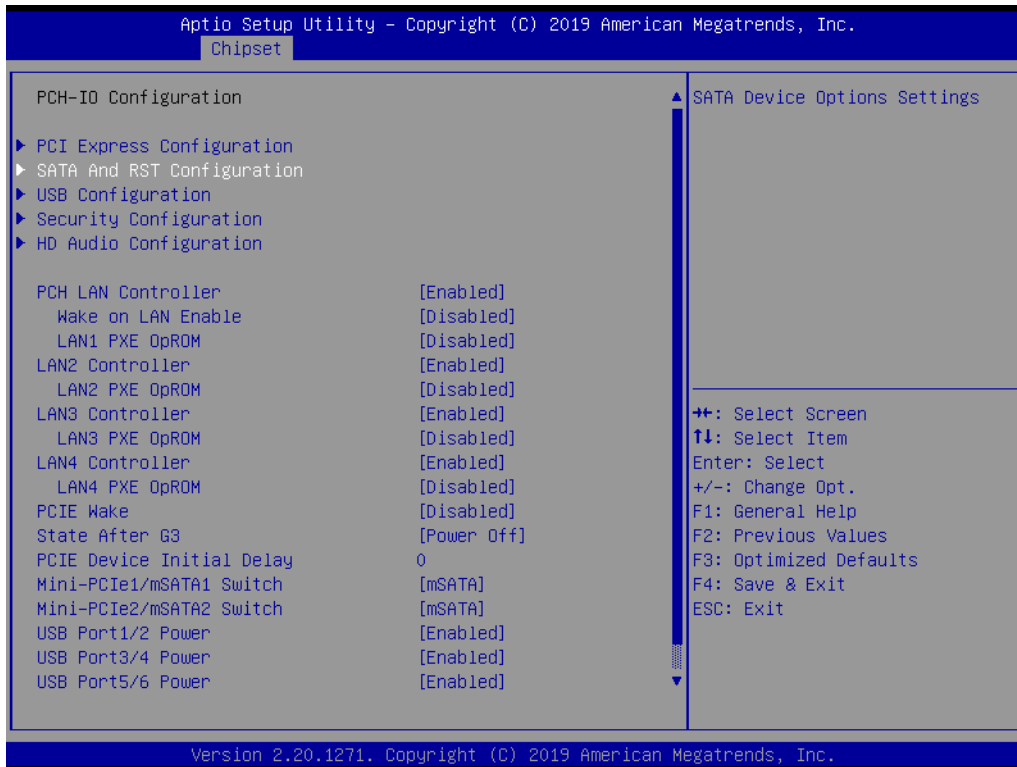 Aptio Setup Utility – Copyright (C) 2019 American Megatrends, Inc.
Chipset
PCH-IO Configuration
PCI Express Configuration
SATA And RST Configuration
USB Configuration
Security Configuration
HD Audio Configuration
PCH LAN Controller [Enabled]
Wake on LAN Enable [Disabled]
LAN1 PXE OpROM [Disabled]
LAN2 Controller [Enabled]
LAN2 PXE OpROM [Disabled]
LAN3 Controller [Enabled]
LAN3 PXE OpROM [Disabled]
LAN4 Controller [Enabled]
LAN4 PXE OpROM [Disabled]
PCIE Wake [Disabled]
State After G3 [Power Off]
PCIE Device Initial Delay 0
Mini-PCIe1/mSATA1 Switch [mSATA]
Mini-PCIe2/mSATA2 Switch [mSATA]
USB Port1/2 Power [Enabled]
USB Port3/4 Power [Enabled]
USB Port5/6 Power [Enabled]
SATA Device Options Settings
→←: Select Screen
↑↓: Select Item
Enter: Select
+/-: Change Opt.
F1: General Help
F2: Previous Values
F3: Optimized Defaults
F4: Save & Exit
ESC: Exit
Version 2.20.1271. Copyright (C) 2019 American Megatrends, Inc.